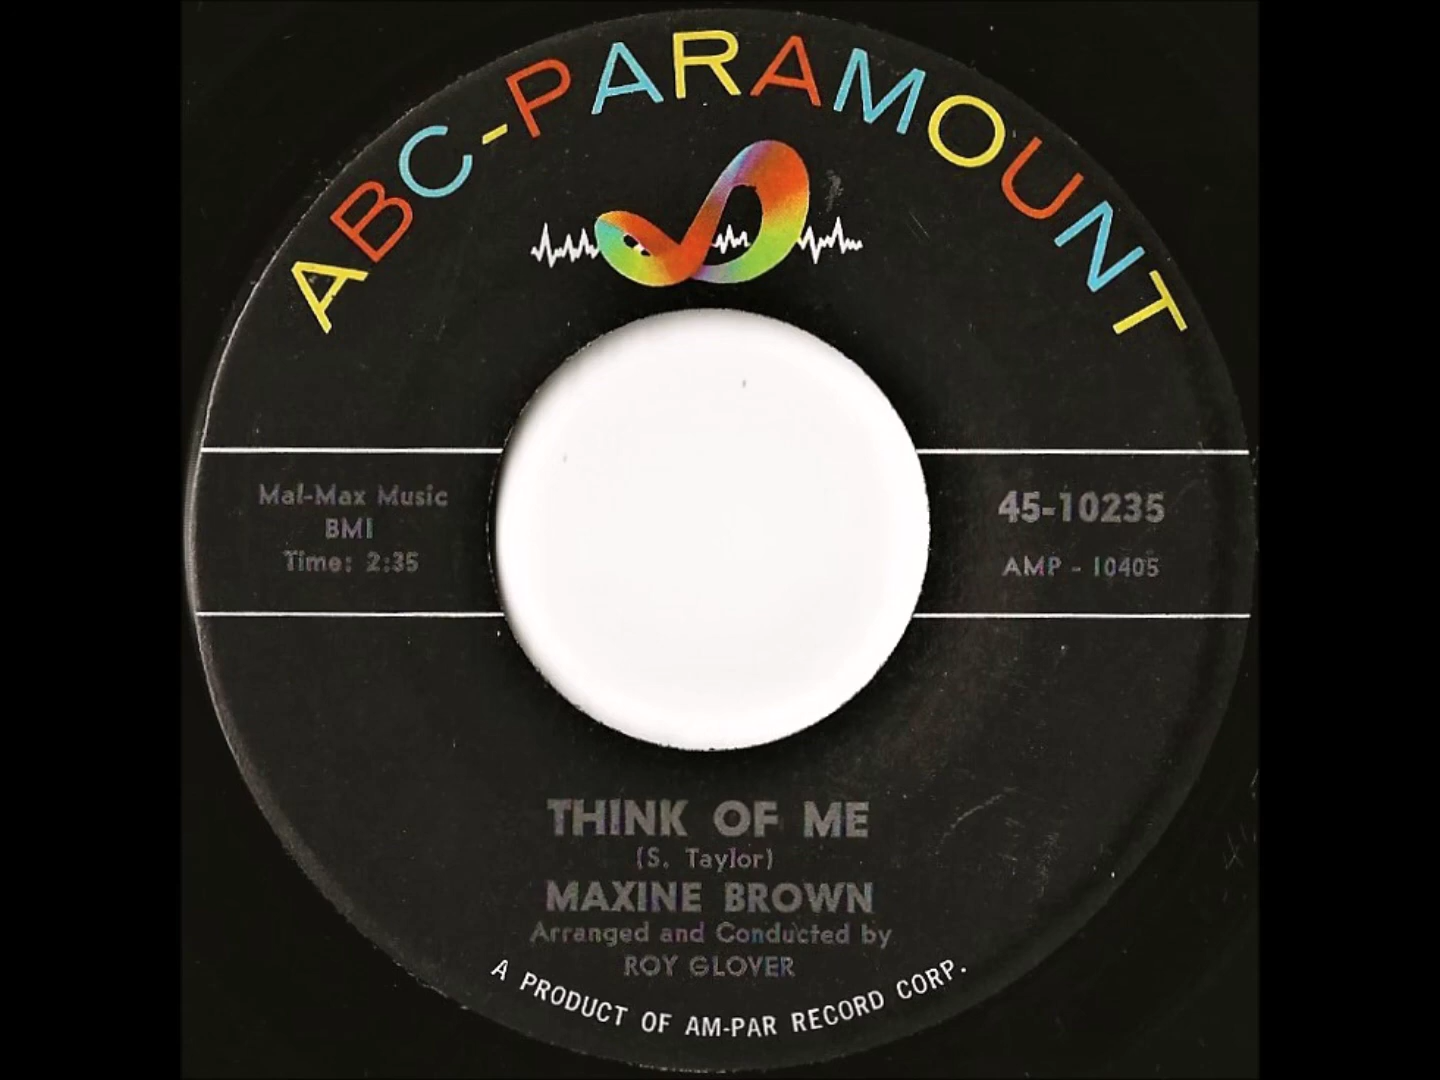 ABC-PARAMOUNT
Mal-Max Music
BMI
Time: 2:35
45-10235
AMP - 10405
THINK OF ME
(S. Taylor)
MAXINE BROWN
Arranged and Conducted by
ROY GLOVER
A PRODUCT OF AM-PAR RECORD CORP.